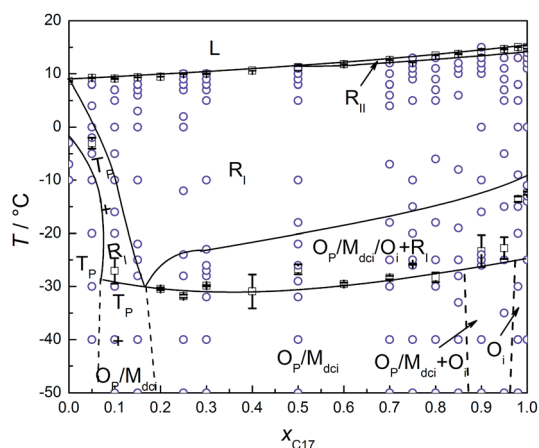 20
L
10
R_II
0
T_P
+
R_I
R_I
-10
T / °C
O_P/M_dci/O_i+R_I
-20
T_P
T_P
+
O_P/M_dci
-30
O_P/M_dci
O_P/M_dci+O_i
O_i
-40
-50
0.0 0.1 0.2 0.3 0.4 0.5 0.6 0.7 0.8 0.9 1.0
x_C17